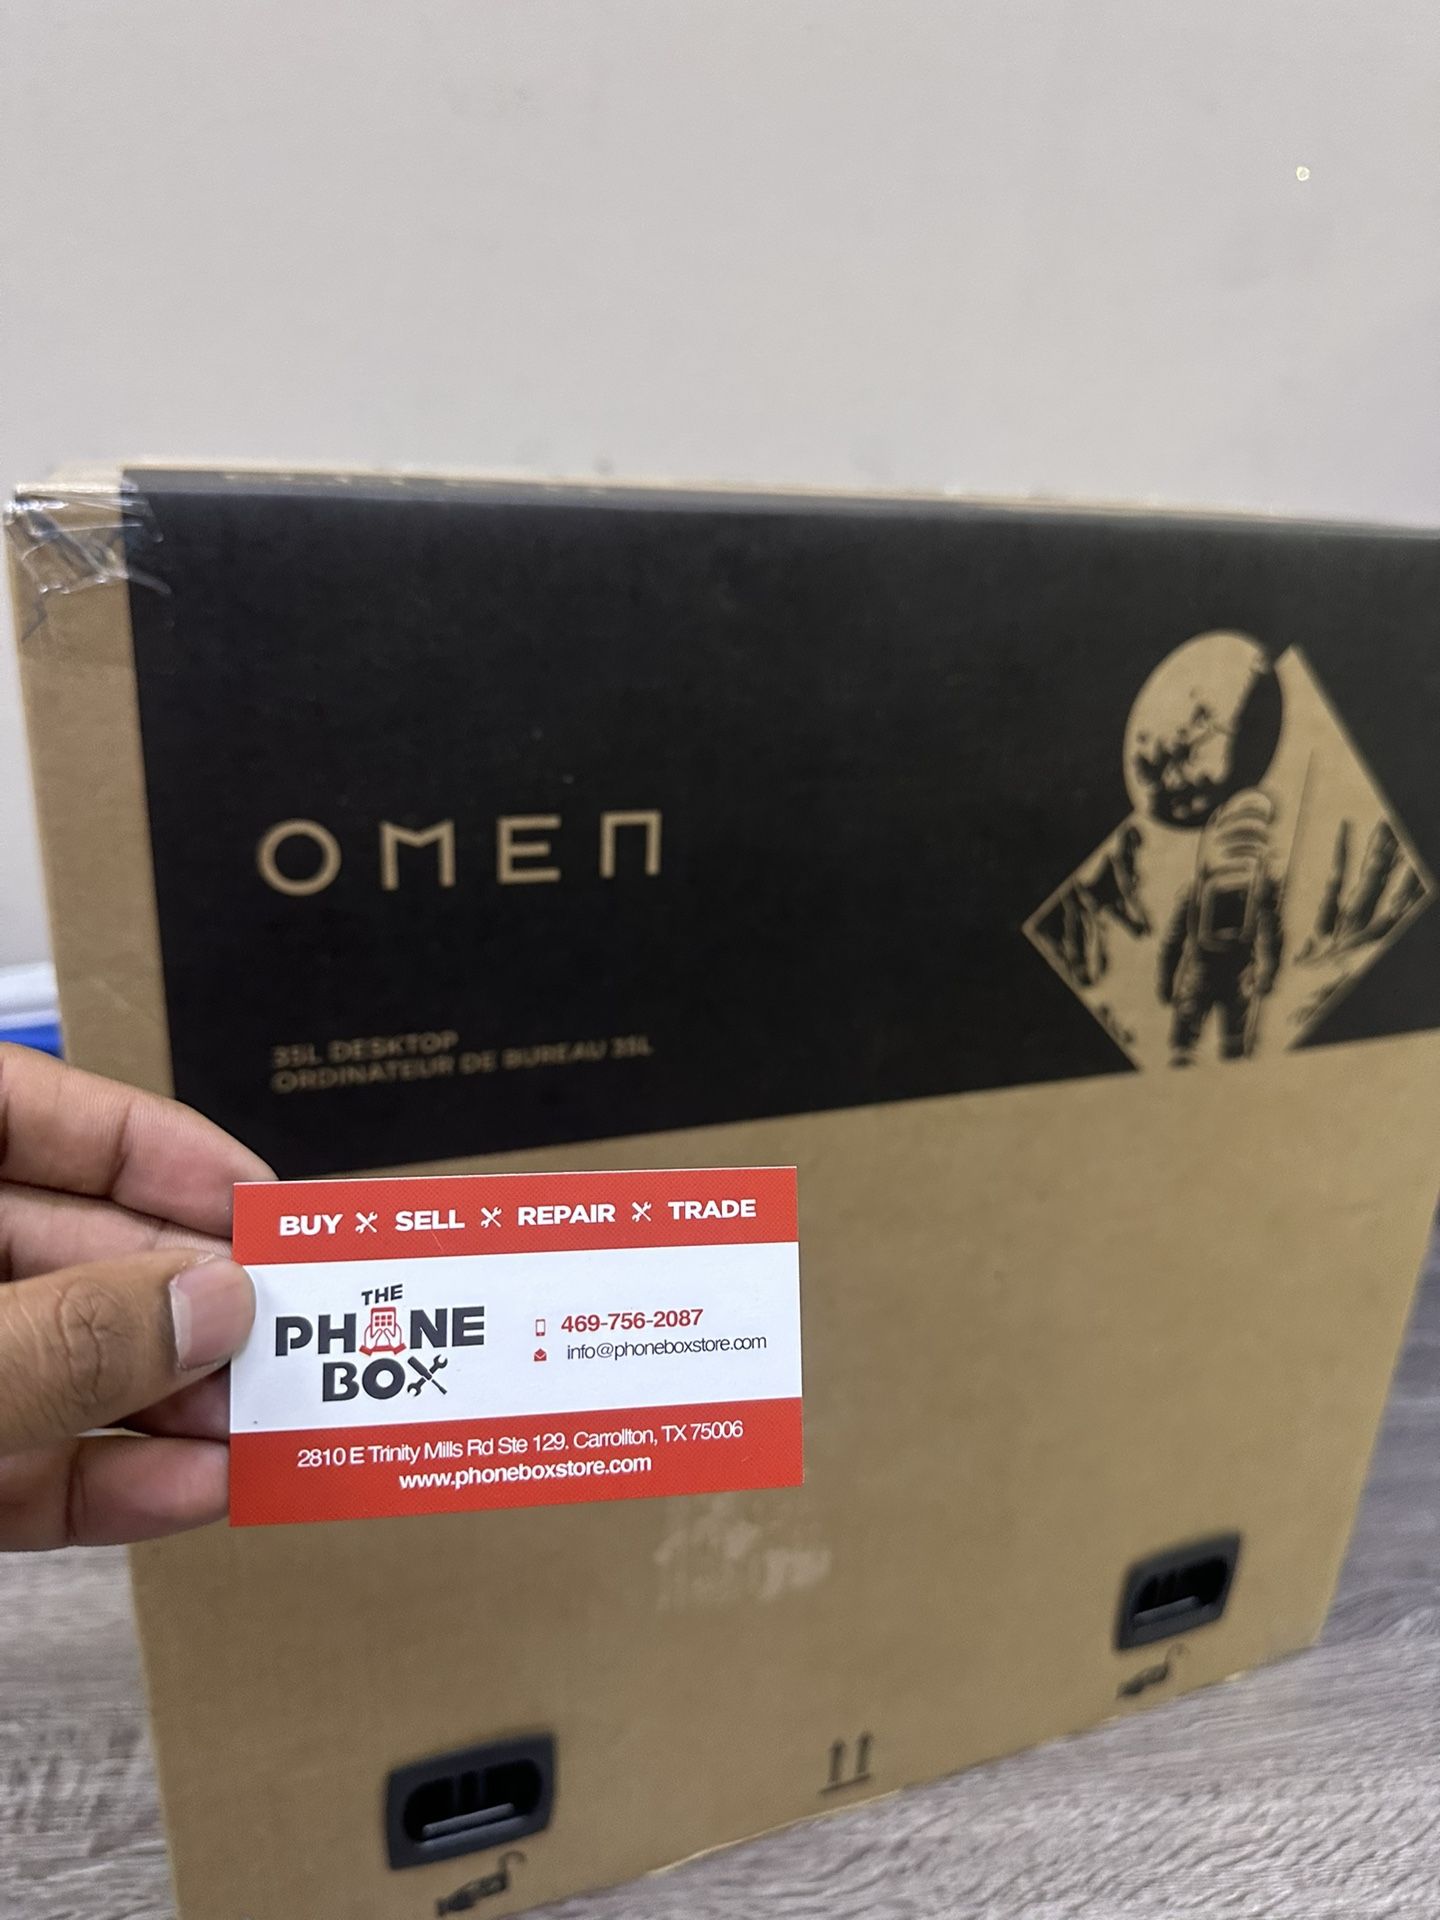 OMEN
35L DESKTOP
ORDINATEUR DE BUREAU 35L
BUY SELL REPAIR TRADE
THE
PHONE
BOX
469-756-2087
info@phoneboxstore.com
2810 E Trinity Mills Rd Ste 129. Carrollton, TX 75006
www.phoneboxstore.com